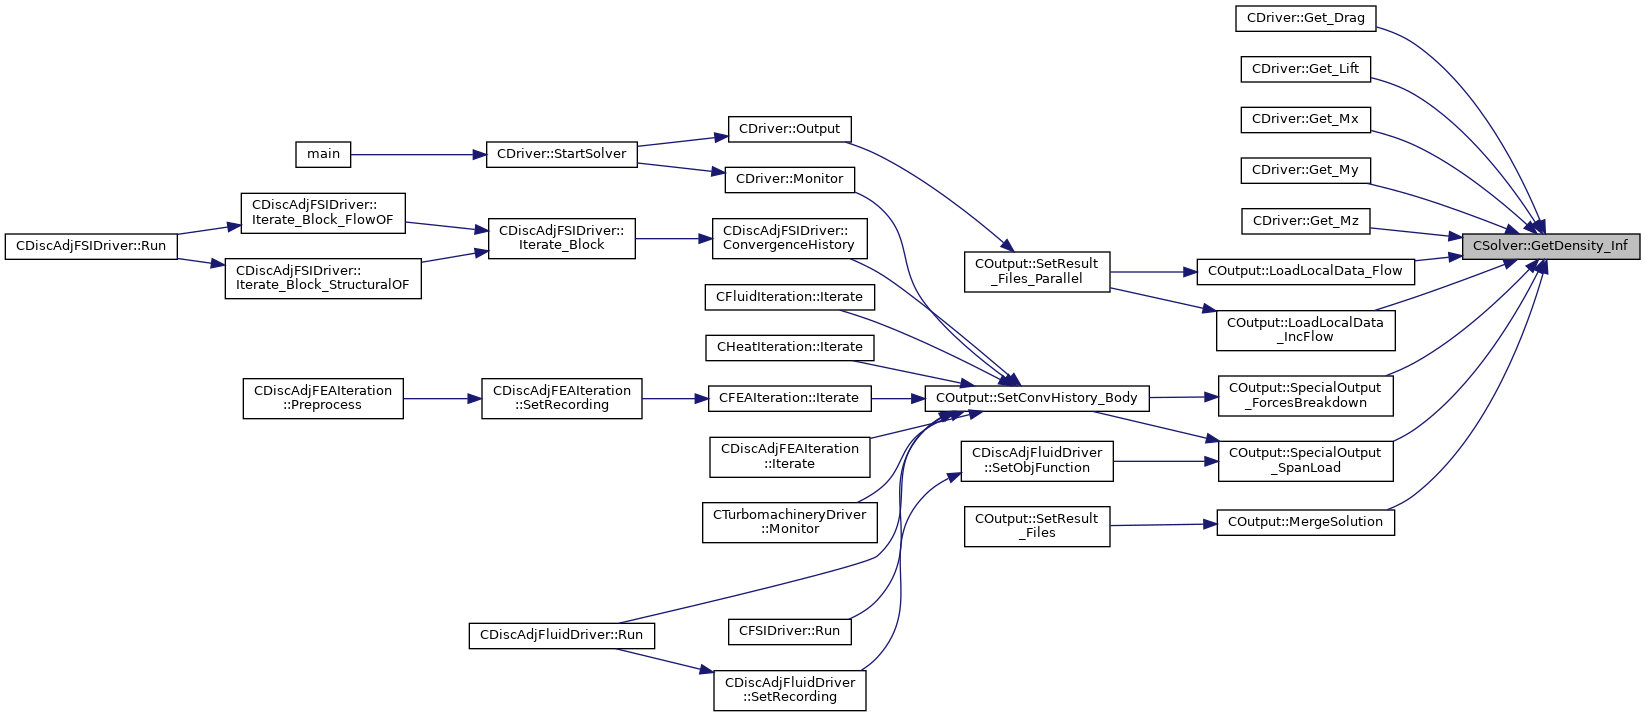 CDriver::Get_Drag
CDriver::Get_Lift
CDriver::Get_Mx
CDriver::Get_My
CDriver::Get_Mz
CSolver::GetDensity_Inf
COutput::LoadLocalData_Flow
COutput::LoadLocalData
_IncFlow
COutput::SpecialOutput
_ForcesBreakdown
COutput::SpecialOutput
_SpanLoad
COutput::MergeSolution
COutput::SetResult
_Files_Parallel
COutput::SetConvHistory_Body
CDiscAdjFluidDriver
::SetObjFunction
COutput::SetResult
_Files
CDriver::Output
CDriver::Monitor
CDiscAdjFSIDriver::
ConvergenceHistory
CFluidIteration::Iterate
CHeatIteration::Iterate
CFEAIteration::Iterate
CDiscAdjFEAIteration
::Iterate
CTurbomachineryDriver
::Monitor
CFSIDriver::Run
CDiscAdjFluidDriver
::SetRecording
CDriver::StartSolver
CDiscAdjFSIDriver::
Iterate_Block
CDiscAdjFEAIteration
::SetRecording
CDiscAdjFluidDriver::Run
main
CDiscAdjFSIDriver::
Iterate_Block_FlowOF
CDiscAdjFSIDriver::
Iterate_Block_StructuralOF
CDiscAdjFEAIteration
::Preprocess
CDiscAdjFSIDriver::Run